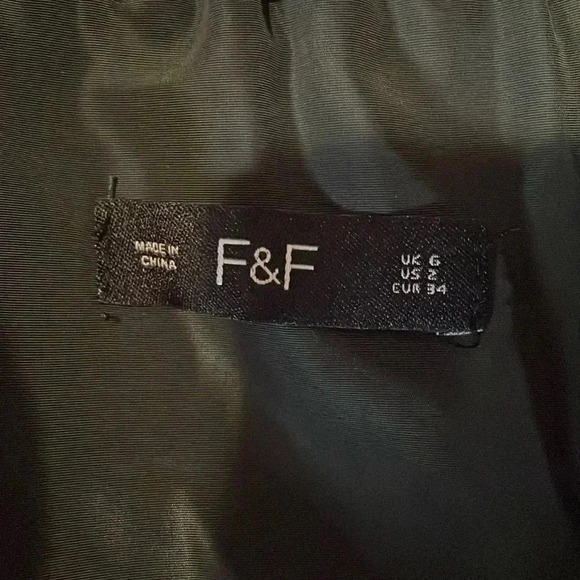 MADE IN
CHINA
F&F
UK 6
US 2
EUR 34